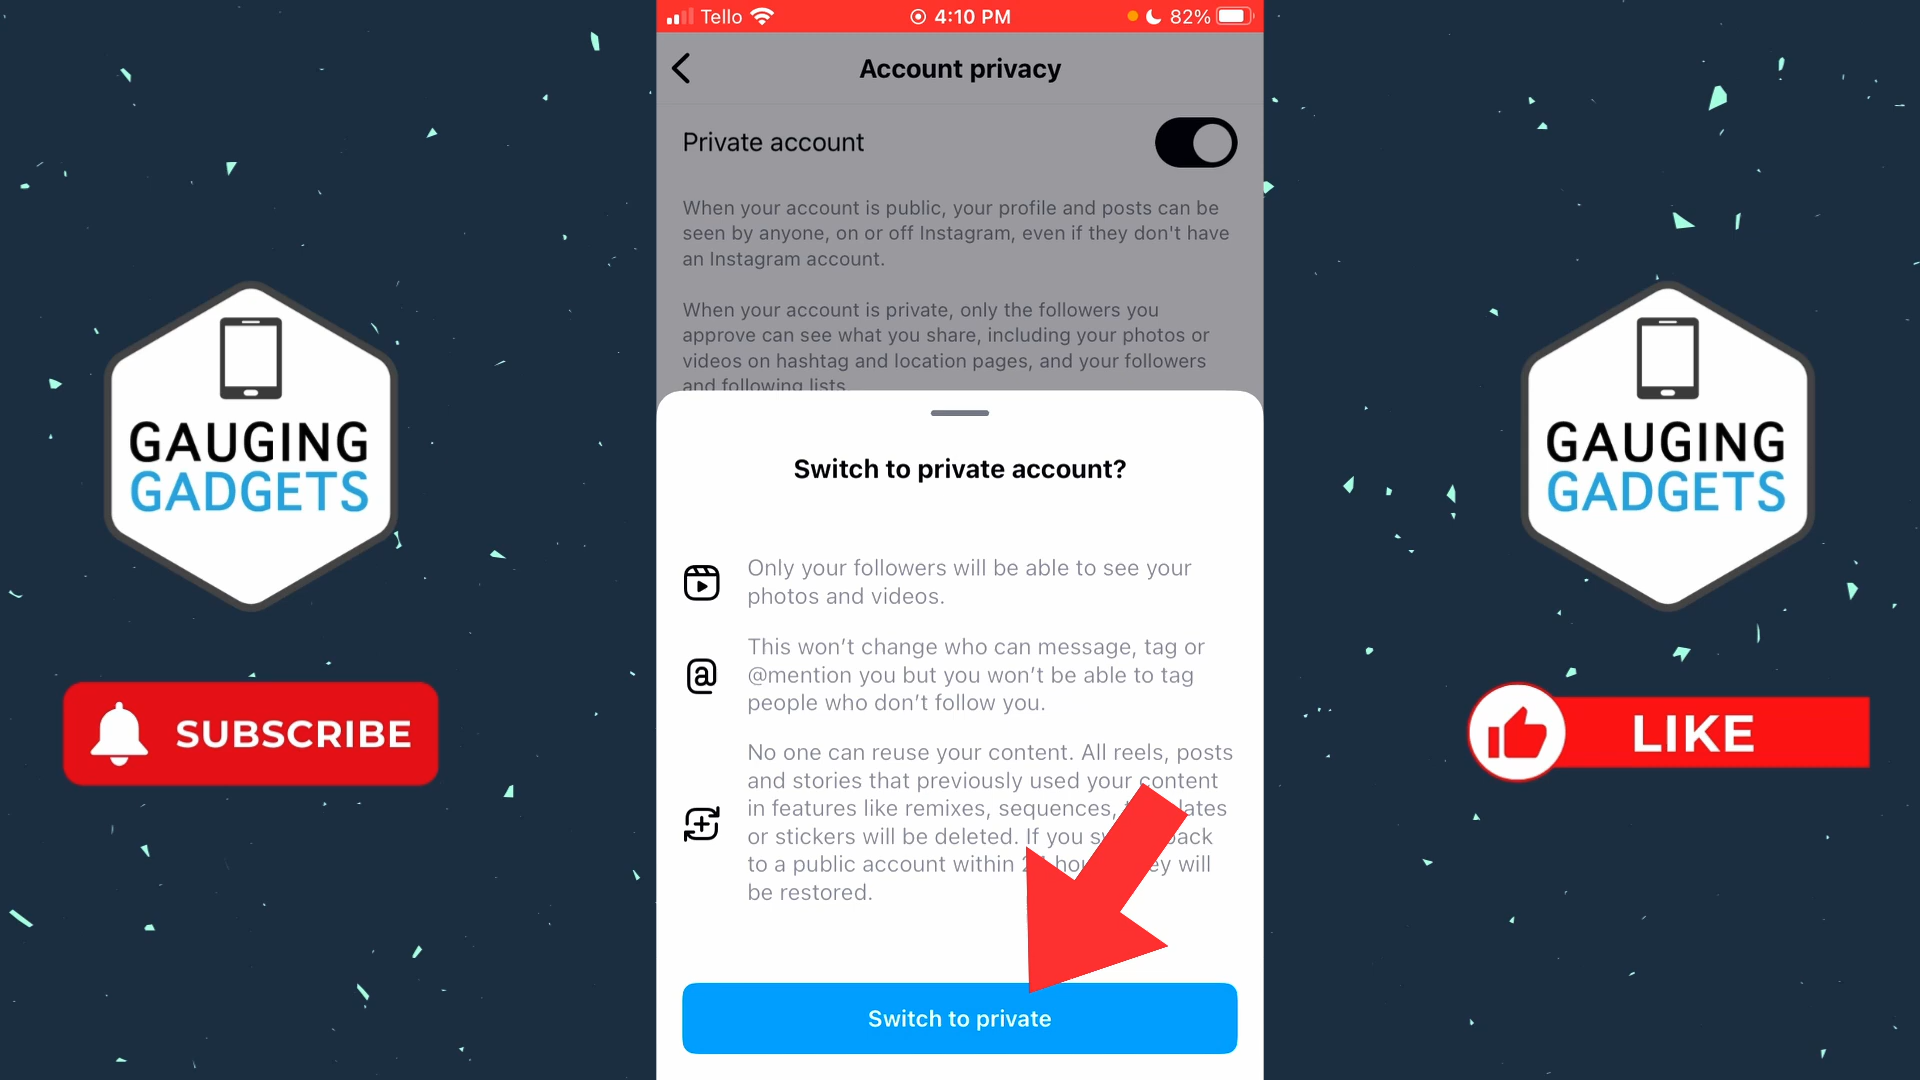 Tello 4:10 PM 82%
Account privacy
Private account
When your account is public, your profile and posts can be
seen by anyone, on or off Instagram, even if they don't have
an Instagram account.
When your account is private, only the followers you
approve can see what you share, including your photos or
videos on hashtag and location pages, and your followers
and following lists.
Switch to private account?
Only your followers will be able to see your
photos and videos.
This won’t change who can message, tag or
@mention you but you won’t be able to tag
people who don’t follow you.
No one can reuse your content. All reels, posts
and stories that previously used your content
in features like remixes, sequences,
or stickers will be deleted. If you
to a public account within will
be restored.
Switch to private
GAUGING
GADGETS
SUBSCRIBE
GAUGING
GADGETS
LIKE